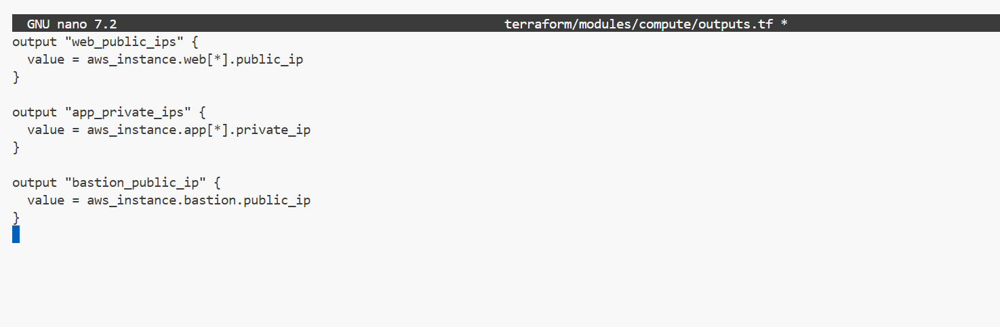 GNU nano 7.2 terraform/modules/compute/outputs.tf *
output "web_public_ips" {
  value = aws_instance.web[*].public_ip
}

output "app_private_ips" {
  value = aws_instance.app[*].private_ip
}

output "bastion_public_ip" {
  value = aws_instance.bastion.public_ip
}